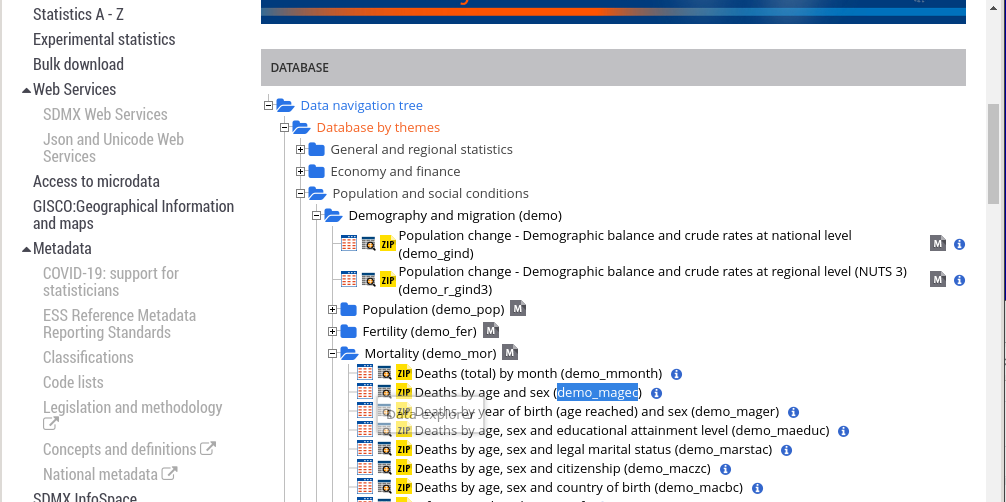 Statistics A - Z
Experimental statistics
Bulk download
Web Services
SDMX Web Services
Json and Unicode Web
Services
Access to microdata
GISCO:Geographical Information
and maps
Metadata
COVID-19: support for
statisticians
ESS Reference Metadata
Reporting Standards
Classifications
Code lists
Legislation and methodology
Concepts and definitions
National metadata
SDMX InfoSpace
DATABASE
Data navigation tree
Database by themes
General and regional statistics
Economy and finance
Population and social conditions
Demography and migration (demo)
ZIP Population change - Demographic balance and crude rates at national level M i
(demo_gind)
ZIP Population change - Demographic balance and crude rates at regional level (NUTS 3) M i
(demo_r_gind3)
Population (demo_pop) M
Fertility (demo_fer) M
Mortality (demo_mor) M
ZIP Deaths (total) by month (demo_mmonth) i
ZIP Deaths by age and sex (demo_magec) i
ZIP Deaths by year of birth (age reached) and sex (demo_mager) i
Data explorer
ZIP Deaths by age, sex and educational attainment level (demo_maeduc) i
ZIP Deaths by age, sex and legal marital status (demo_marstac) i
ZIP Deaths by age, sex and citizenship (demo_maczc) i
ZIP Deaths by age, sex and country of birth (demo_macbc) i